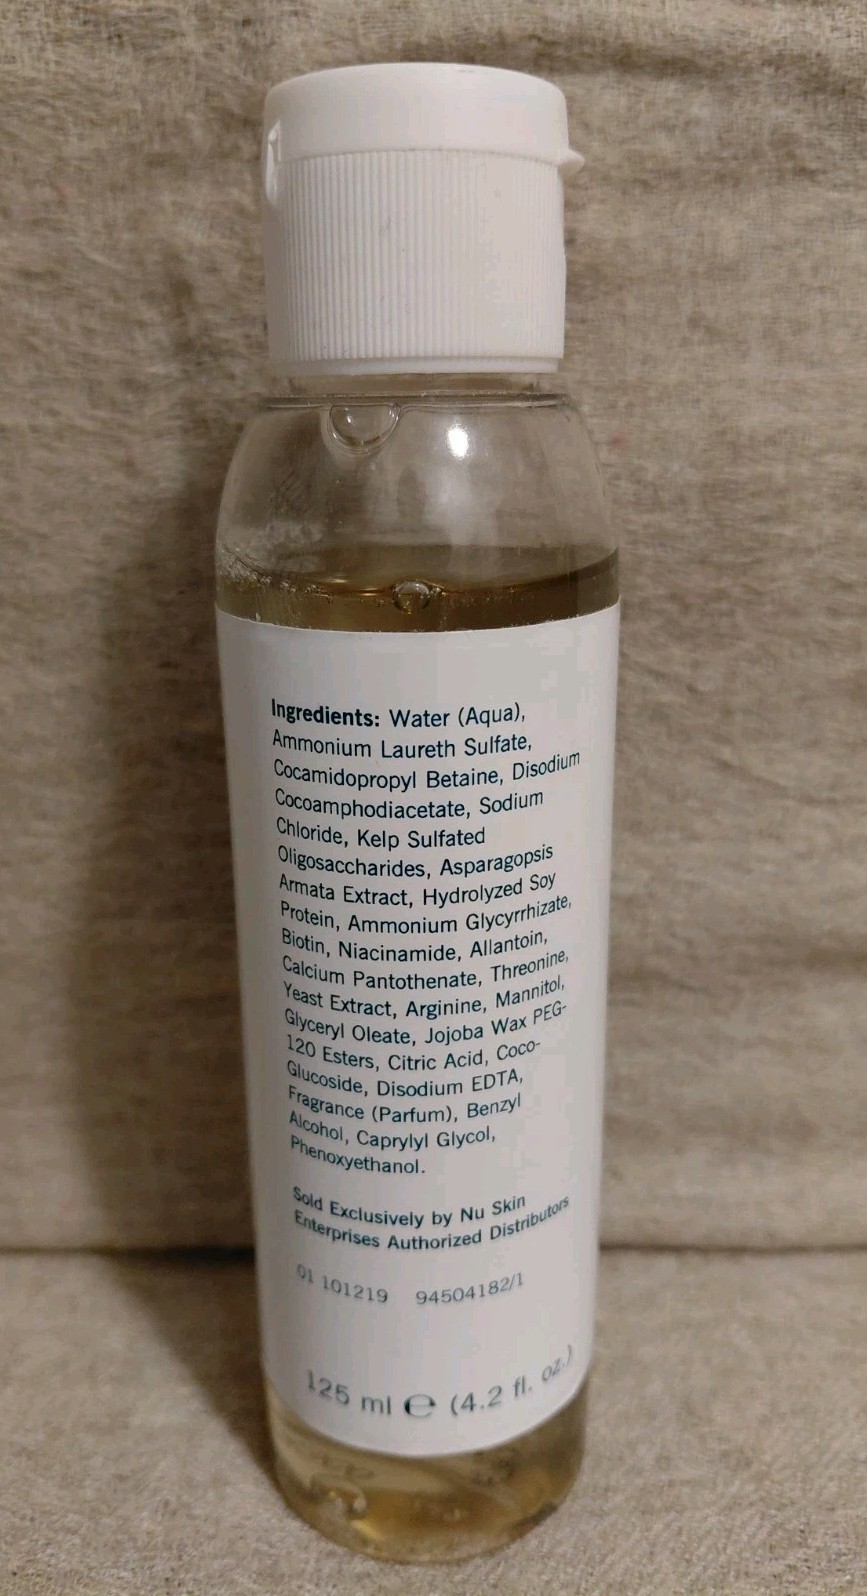 Ingredients: Water (Aqua),
Ammonium Laureth Sulfate,
Cocamidopropyl Betaine, Disodium
Cocoamphodiacetate, Sodium
Chloride, Kelp Sulfated
Oligosaccharides, Asparagopsis
Armata Extract, Hydrolyzed Soy
Protein, Ammonium Glycyrrhizate,
Biotin, Niacinamide, Allantoin,
Calcium Pantothenate, Threonine,
Yeast Extract, Arginine, Mannitol,
Glyceryl Oleate, Jojoba Wax PEG-
120 Esters, Citric Acid, Coco-
Glucoside, Disodium EDTA,
Fragrance (Parfum), Benzyl
Alcohol, Caprylyl Glycol,
Phenoxyethanol.
Sold Exclusively by Nu Skin
Enterprises Authorized Distributors
01 101219 94504182/1
125 ml ℮ (4.2 fl. oz.)